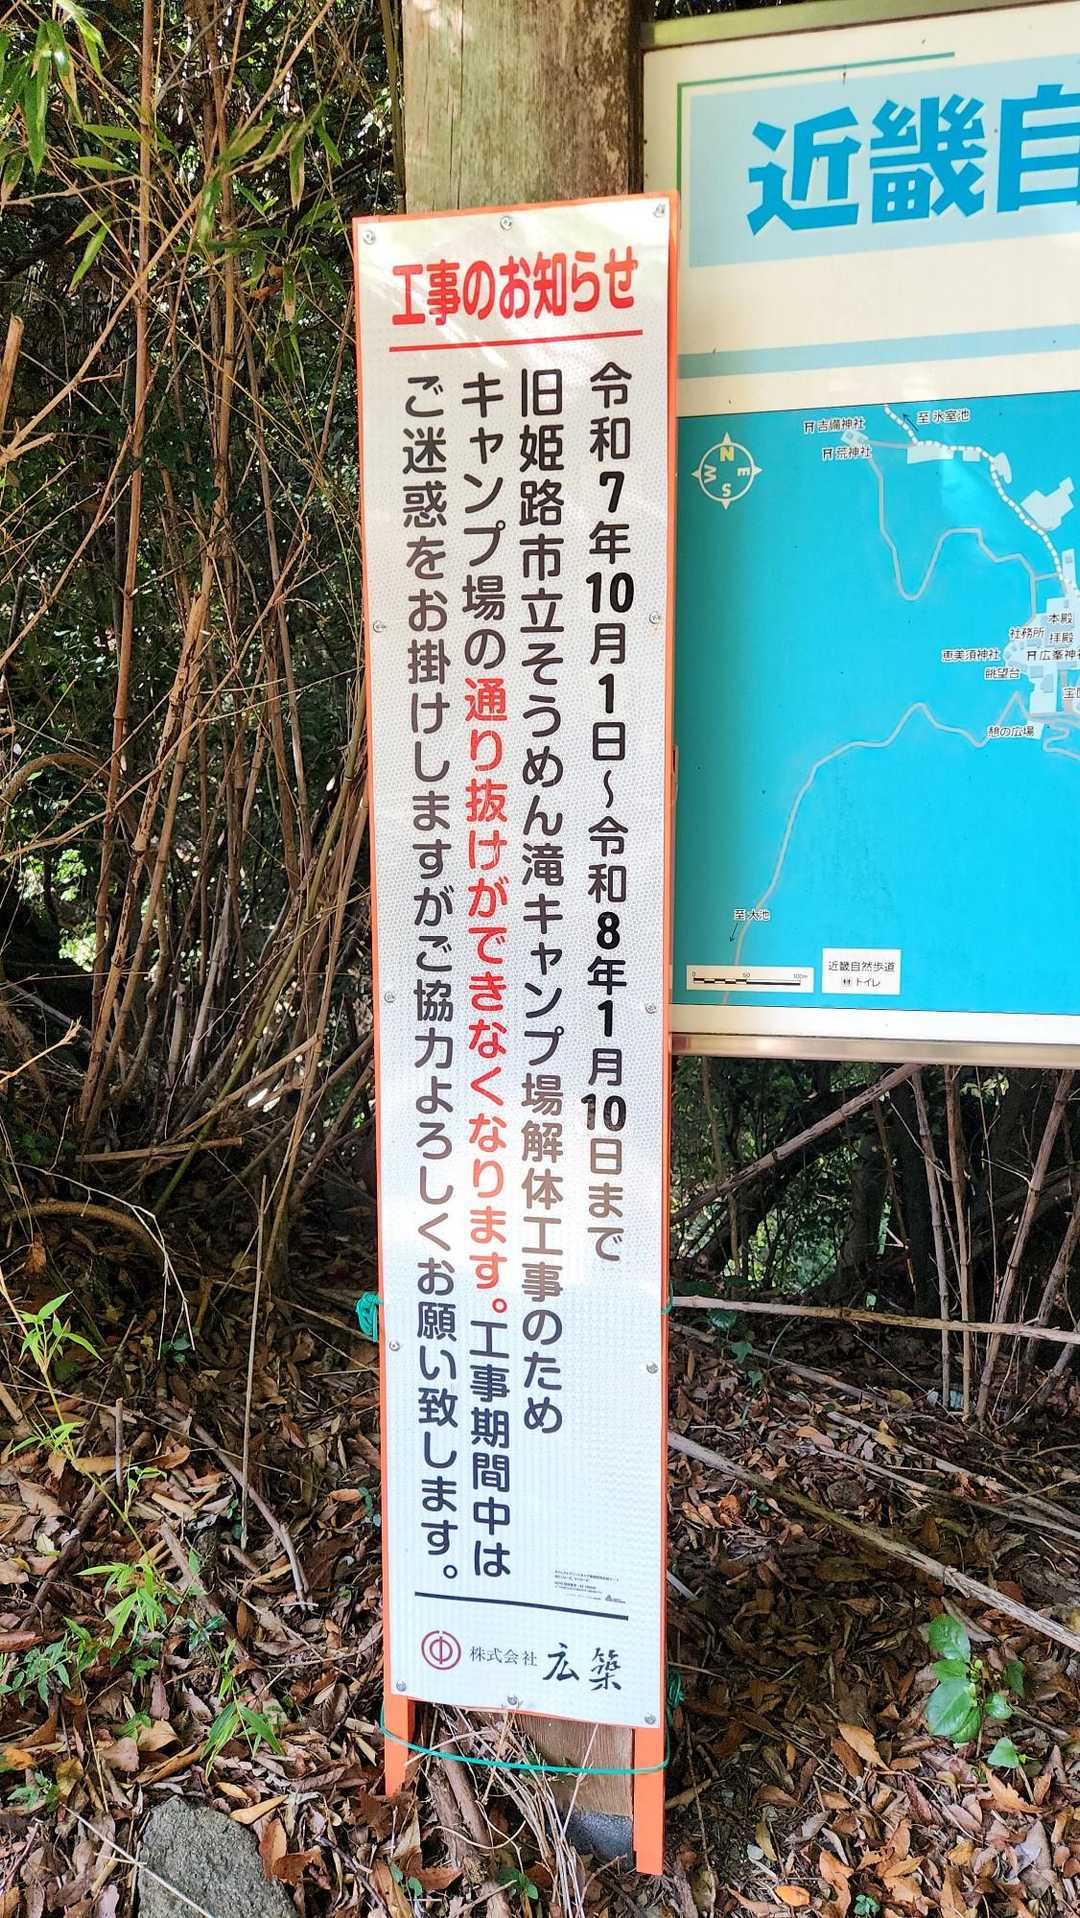 工事のお知らせ
令和7年10月1日〜令和8年1月10日まで
旧姫路市立そうめん滝キャンプ場解体工事のため
キャンプ場の通り抜けができなくなります。工事期間中は
ご迷惑をお掛けしますがご協力よろしくお願い致します。
株式会社 広築
近畿自
N
E
S
W
至 氷室池
吉備神社
荒神社
本殿
社務所
拝殿
恵美須神社
広峯神社
眺望台
憩の広場
至 大池
0 50 100m
近畿自然歩道
トイレ